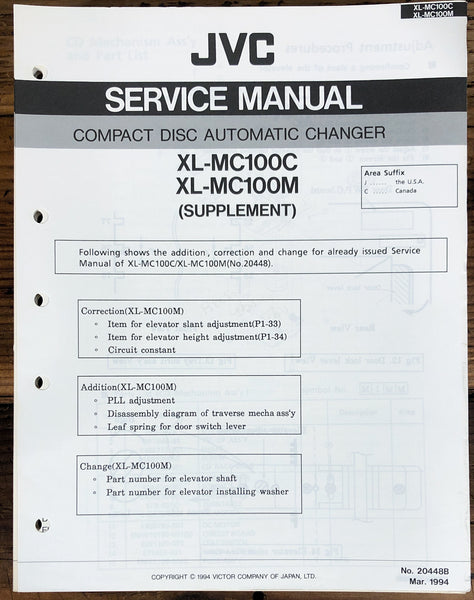 XL-MC100C
XL-MC100M
JVC
SERVICE MANUAL
COMPACT DISC AUTOMATIC CHANGER
XL-MC100C
XL-MC100M
(SUPPLEMENT)
Area Suffix
J ...... the U.S.A.
C ...... Canada
Following shows the addition, correction and change for already issued Service
Manual of XL-MC100C/XL-MC100M(No.20448).
Correction(XL-MC100M)
° Item for elevator slant adjustment(P1-33)
° Item for elevator height adjustment(P1-34)
° Circuit constant
Addition(XL-MC100M)
° PLL adjustment
° Disassembly diagram of traverse mecha ass'y
° Leaf spring for door switch lever
Change(XL-MC100M)
° Part number for elevator shaft
° Part number for elevator installing washer
COPYRIGHT © 1994 VICTOR COMPANY OF JAPAN, LTD.
No. 20448B
Mar. 1994